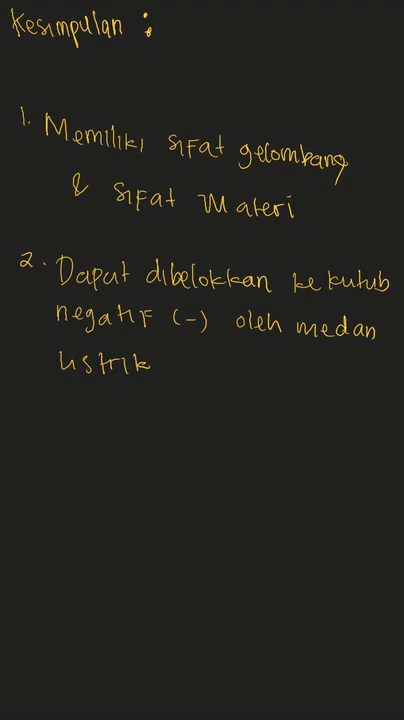 Kesimpulan :
1. Memiliki sifat gelombang
& sifat Materi
2. Dapat dibelokkan ke kutub
negatif (-) oleh medan
listrik